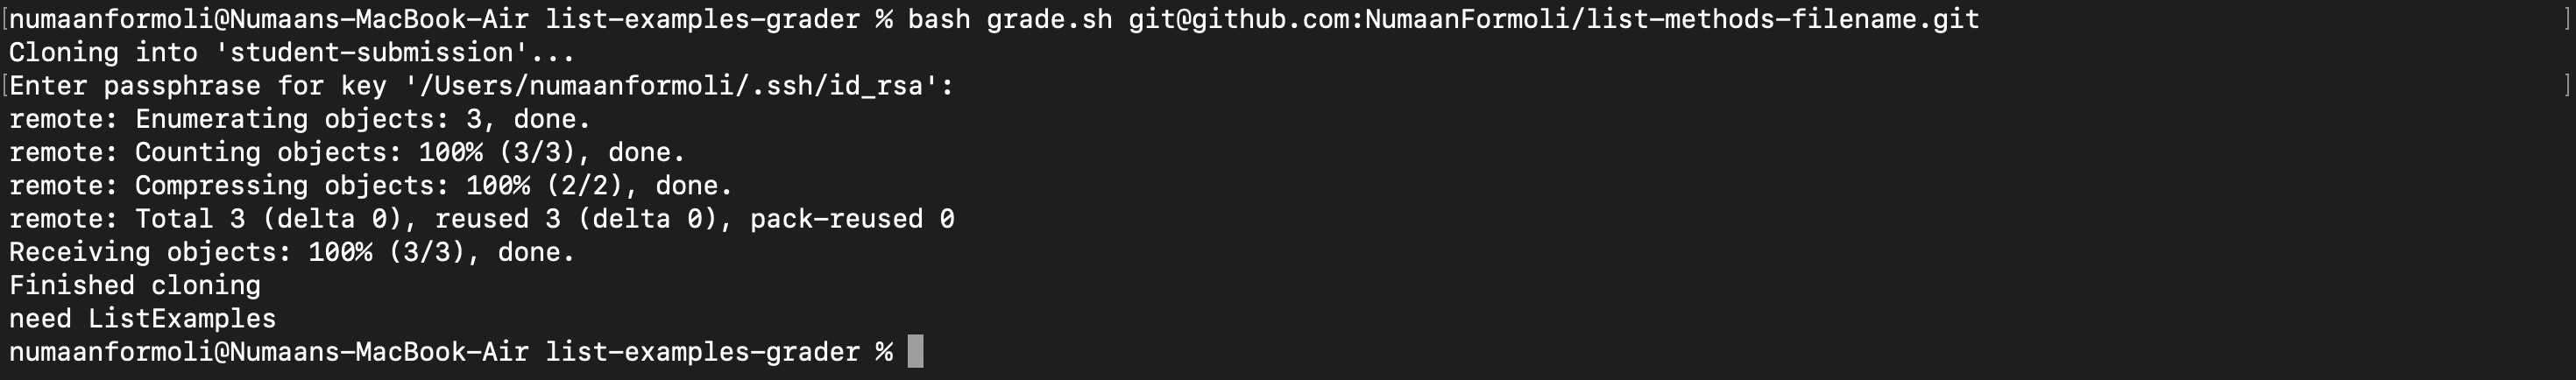 [numaanformoli@Numaans-MacBook-Air list-examples-grader % bash grade.sh git@github.com:NumaanFormoli/list-methods-filename.git ]
Cloning into 'student-submission'...
[Enter passphrase for key '/Users/numaanformoli/.ssh/id_rsa': ]
remote: Enumerating objects: 3, done.
remote: Counting objects: 100% (3/3), done.
remote: Compressing objects: 100% (2/2), done.
remote: Total 3 (delta 0), reused 3 (delta 0), pack-reused 0
Receiving objects: 100% (3/3), done.
Finished cloning
need ListExamples
numaanformoli@Numaans-MacBook-Air list-examples-grader %